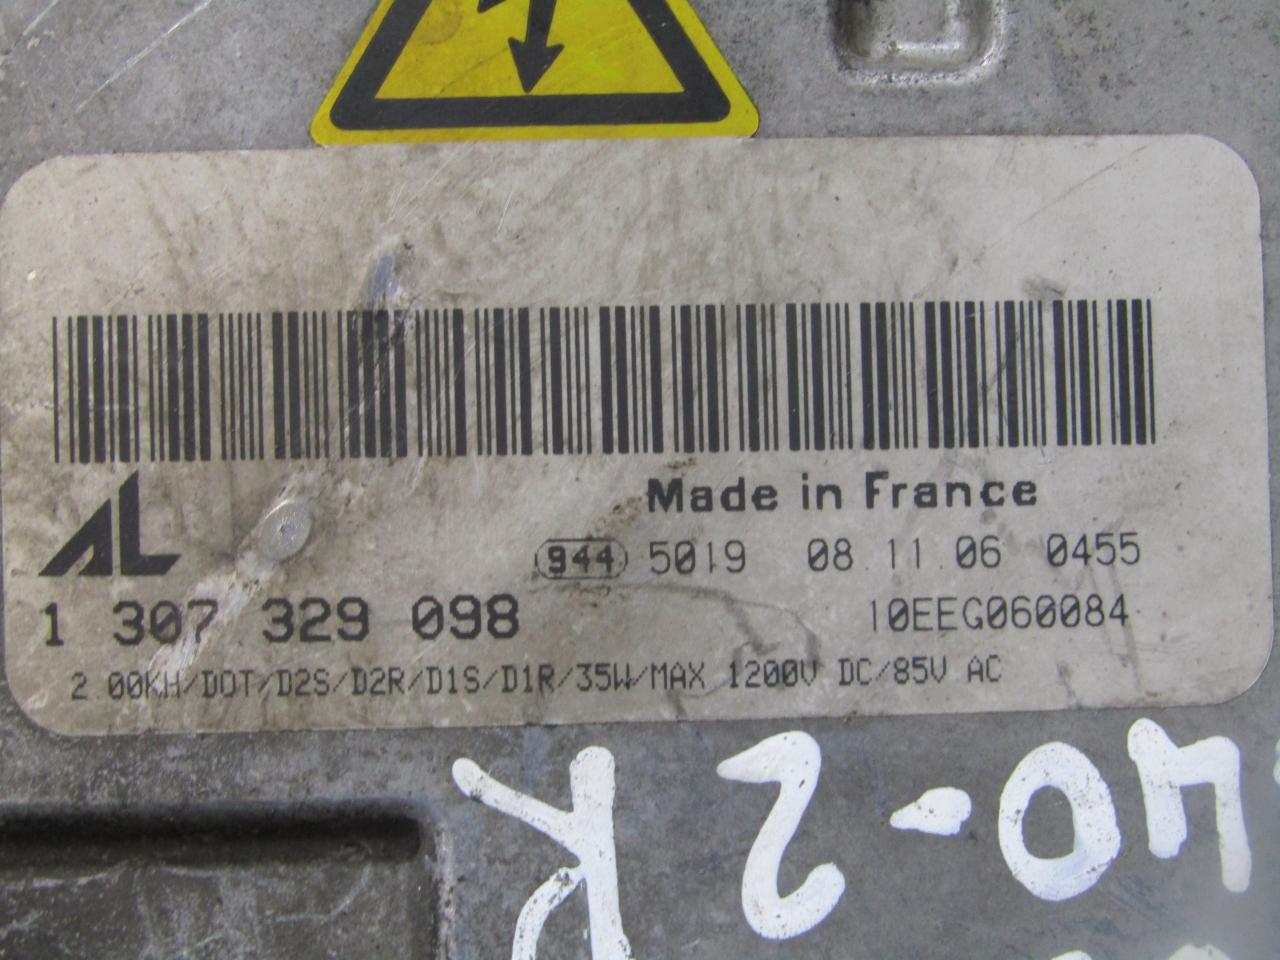 Made in France
AL 944 5019 08 11 06 0455
1 307 329 098 10EEG060084
2 00KH/DOT/D2S/D2R/D1S/D1R/35W/MAX 1200V DC/85V AC